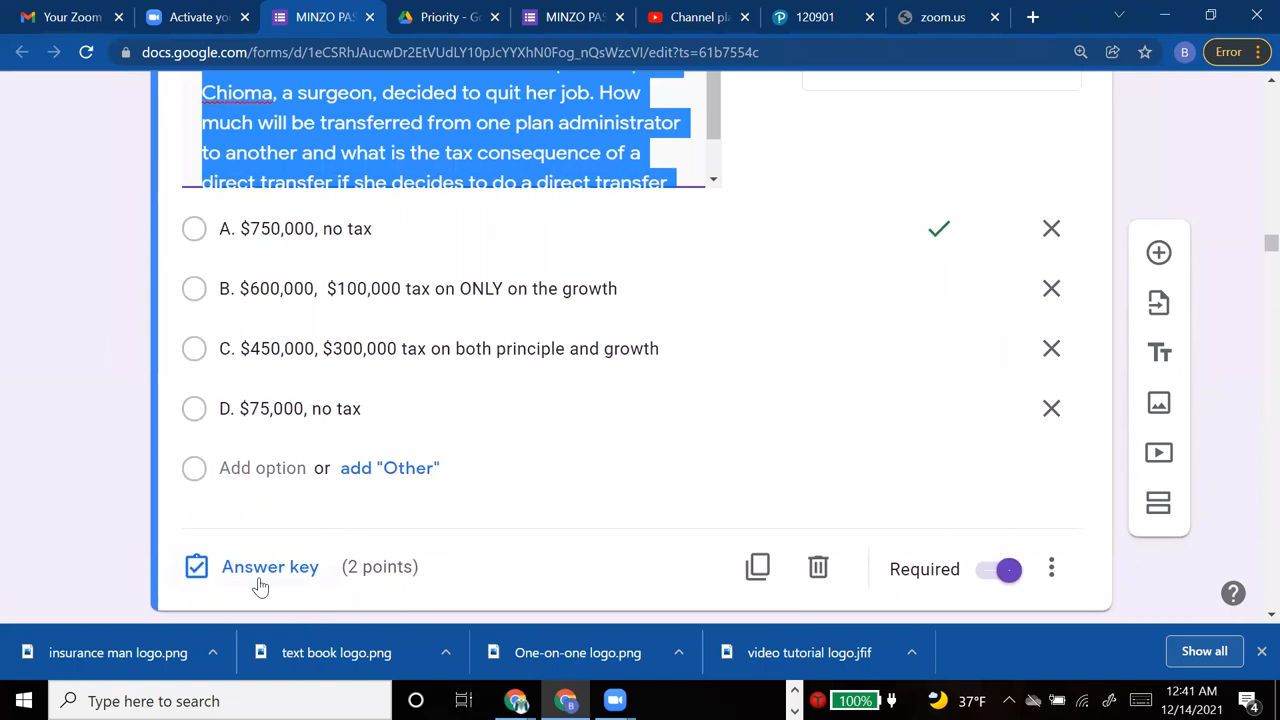 Your Zoom
Activate you
MINZO PAS
Priority - Go
MINZO PAS
Channel pl
120901
zoom.us
docs.google.com/forms/d/1eCSRhJAucwDr2EtVUdLY10pJcYYXhN0Fog_nQsWzcVI/edit?ts=61b7554c
B
Error
Chioma, a surgeon, decided to quit her job. How
much will be transferred from one plan administrator
to another and what is the tax consequence of a
direct transfer if she decides to do a direct transfer
A. $750,000, no tax
B. $600,000,  $100,000 tax on ONLY on the growth
C. $450,000, $300,000 tax on both principle and growth
D. $75,000, no tax
Add option or add "Other"
Answer key (2 points)
Required
insurance man logo.png
text book logo.png
One-on-one logo.png
video tutorial logo.jfif
Show all
Type here to search
100%
37°F
12:41 AM
12/14/2021
4